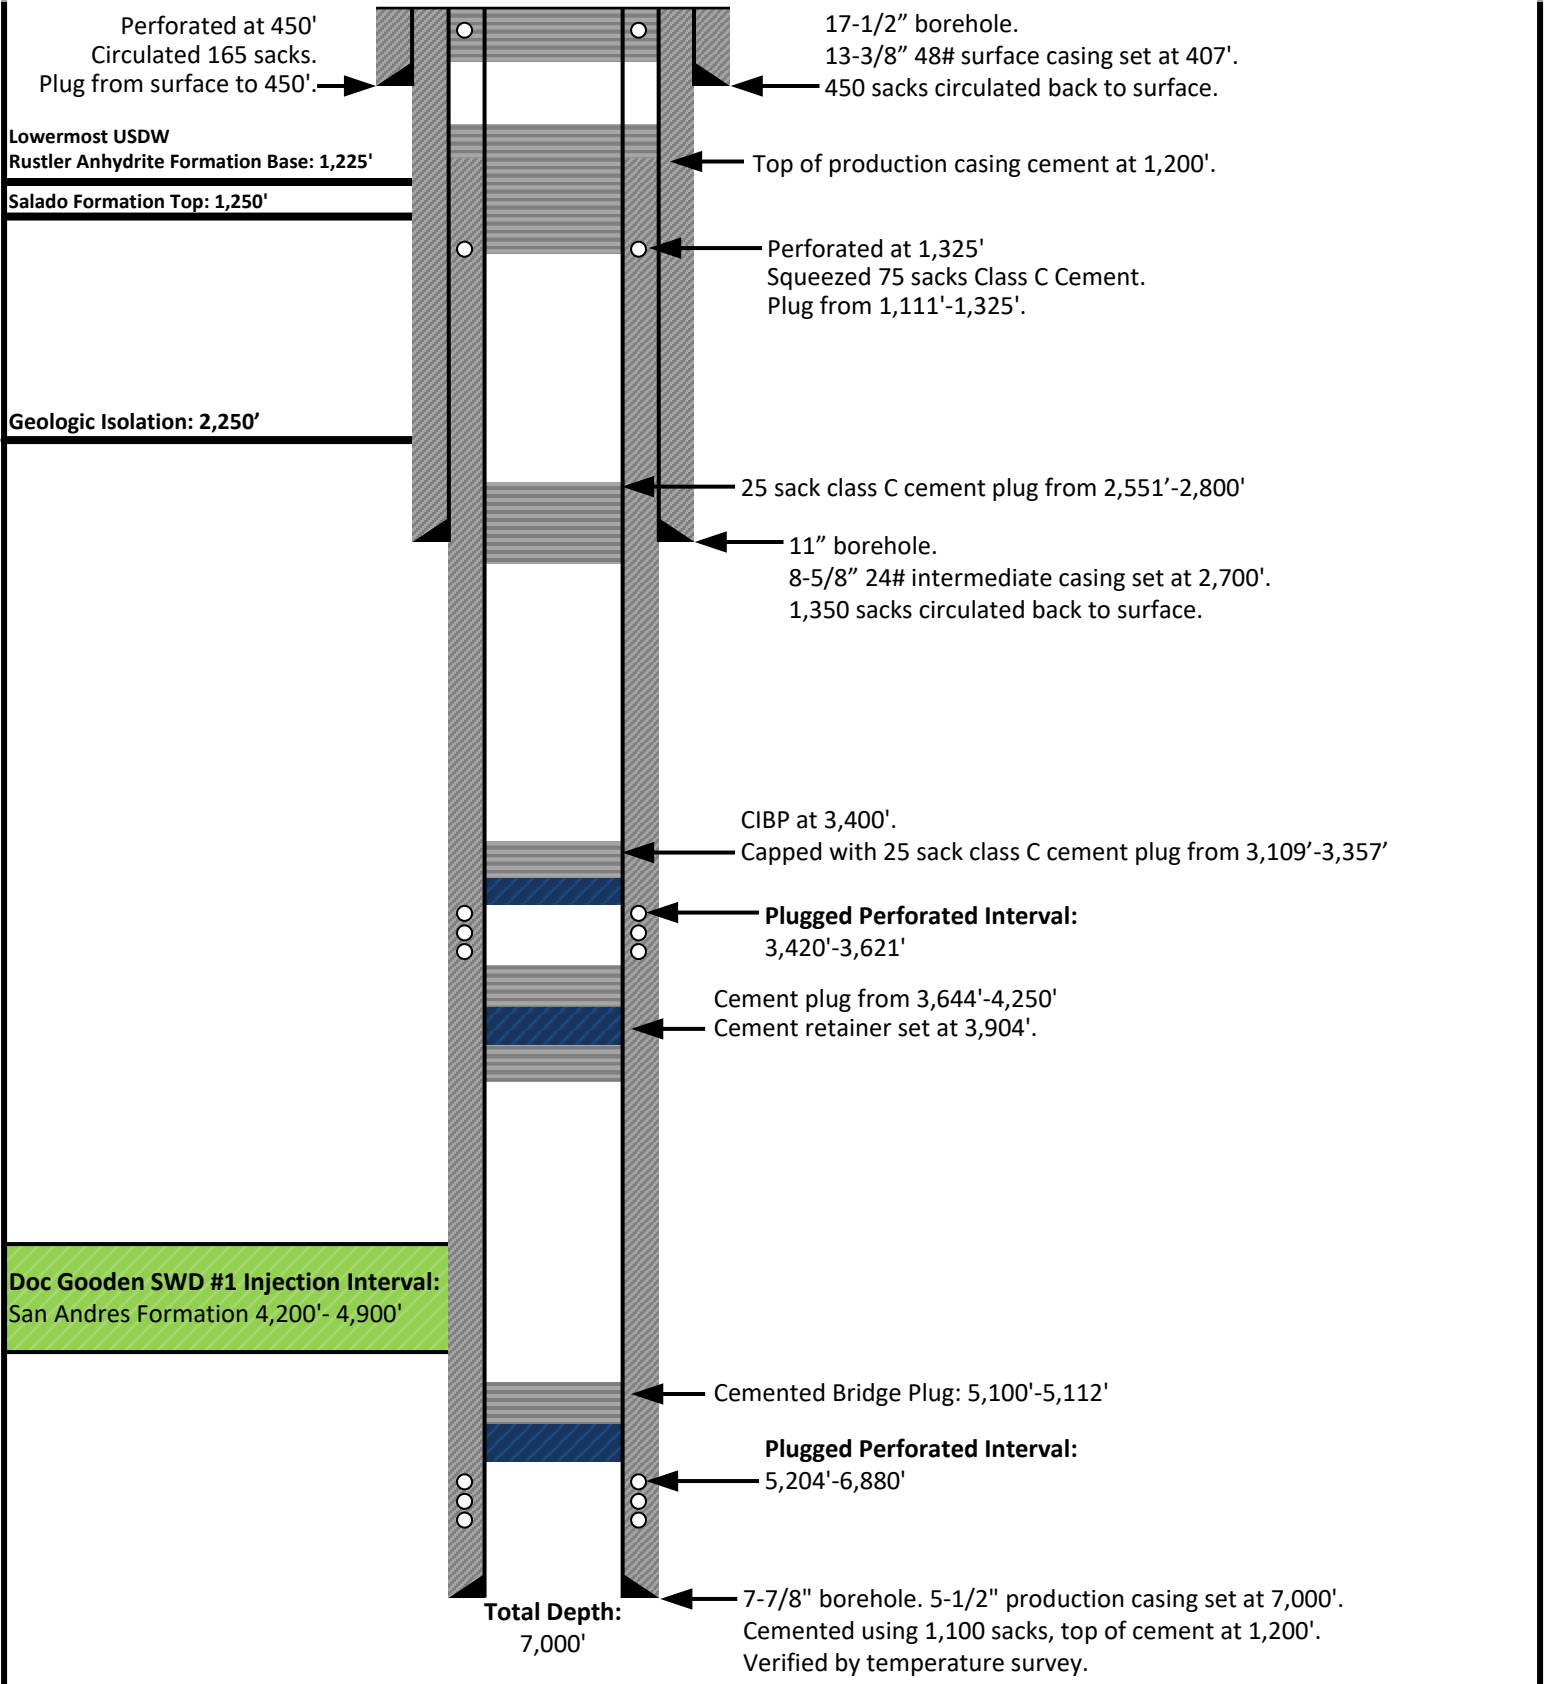 Perforated at 450'
Circulated 165 sacks.
Plug from surface to 450'.
17-1/2” borehole.
13-3/8” 48# surface casing set at 407'.
450 sacks circulated back to surface.
Lowermost USDW
Rustler Anhydrite Formation Base: 1,225'
Top of production casing cement at 1,200'.
Salado Formation Top: 1,250'
Perforated at 1,325'
Squeezed 75 sacks Class C Cement.
Plug from 1,111'-1,325'.
Geologic Isolation: 2,250’
25 sack class C cement plug from 2,551’-2,800'
11” borehole.
8-5/8” 24# intermediate casing set at 2,700'.
1,350 sacks circulated back to surface.
CIBP at 3,400'.
Capped with 25 sack class C cement plug from 3,109’-3,357’
Plugged Perforated Interval:
3,420'-3,621'
Cement plug from 3,644'-4,250'
Cement retainer set at 3,904'.
Doc Gooden SWD #1 Injection Interval:
San Andres Formation 4,200'- 4,900'
Cemented Bridge Plug: 5,100'-5,112'
Plugged Perforated Interval:
5,204'-6,880'
Total Depth:
7,000'
7-7/8" borehole. 5-1/2" production casing set at 7,000'.
Cemented using 1,100 sacks, top of cement at 1,200'.
Verified by temperature survey.